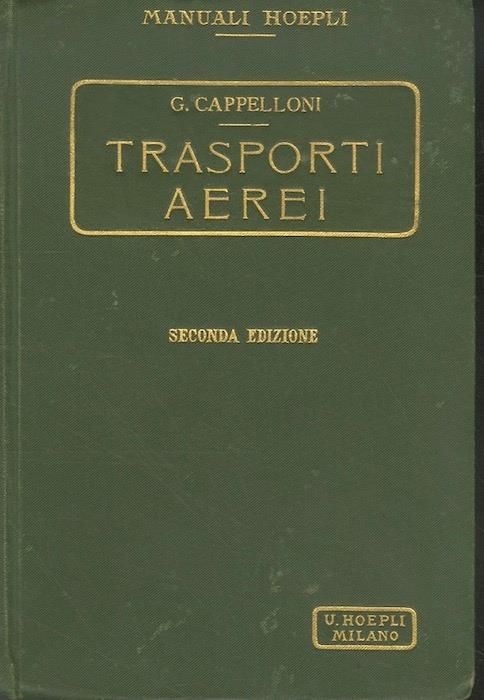 MANUALI HOEPLI
G. CAPPELLONI
TRASPORTI
AEREI
SECONDA EDIZIONE
U. HOEPLI
MILANO